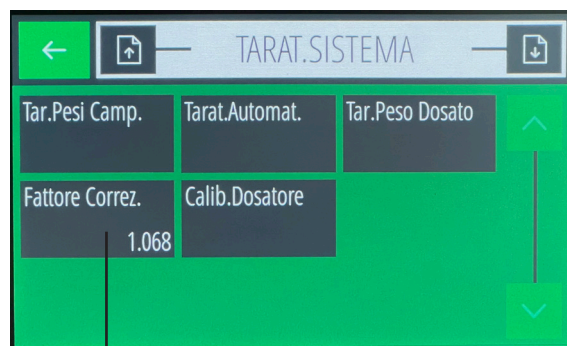 TARAT.SISTEMA
Tar.Pesi Camp.
Tarat.Automat.
Tar.Peso Dosato
Fattore Correz.
1.068
Calib.Dosatore